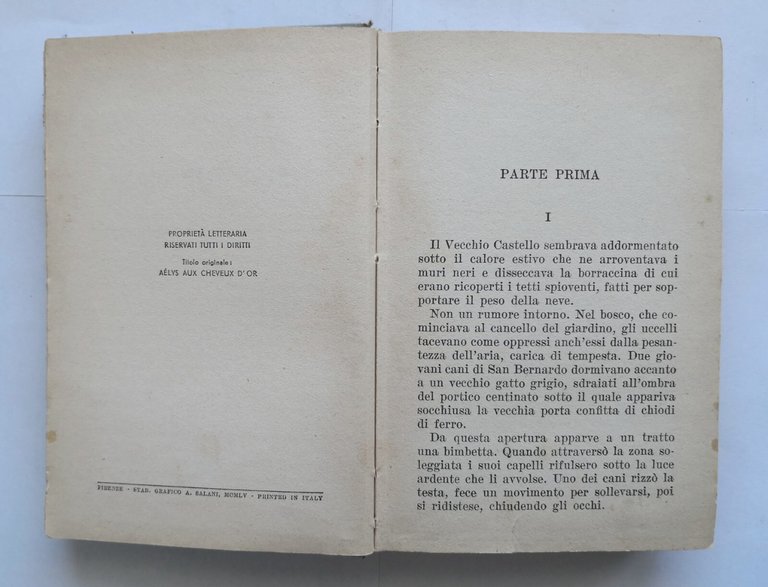 PROPRIETÀ LETTERARIA
RISERVATI TUTTI I DIRITTI
Titolo originale:
AÉLYS AUX CHEVEUX D'OR
FIRENZE - STAB. GRAFICO A. SALANI, MCMLV - PRINTED IN ITALY
PARTE PRIMA
I
Il Vecchio Castello sembrava addormentato
sotto il calore estivo che ne arroventava i
muri neri e disseccava la borraccina di cui
erano ricoperti i tetti spioventi, fatti per sop-
portare il peso della neve.
Non un rumore intorno. Nel bosco, che co-
minciava al cancello del giardino, gli uccelli
tacevano come oppressi anch'essi dalla pesan-
tezza dell'aria, carica di tempesta. Due gio-
vani cani di San Bernardo dormivano accanto
a un vecchio gatto grigio, sdraiati all'ombra
del portico centinato sotto il quale appariva
socchiusa la vecchia porta confitta di chiodi
di ferro.
Da questa apertura apparve a un tratto
una bimbetta. Quando attraversò la zona so-
leggiata i suoi capelli rifulsero sotto la luce
ardente che li avvolse. Uno dei cani rizzò la
testa, fece un movimento per sollevarsi, poi
si ridistese, chiudendo gli occhi.